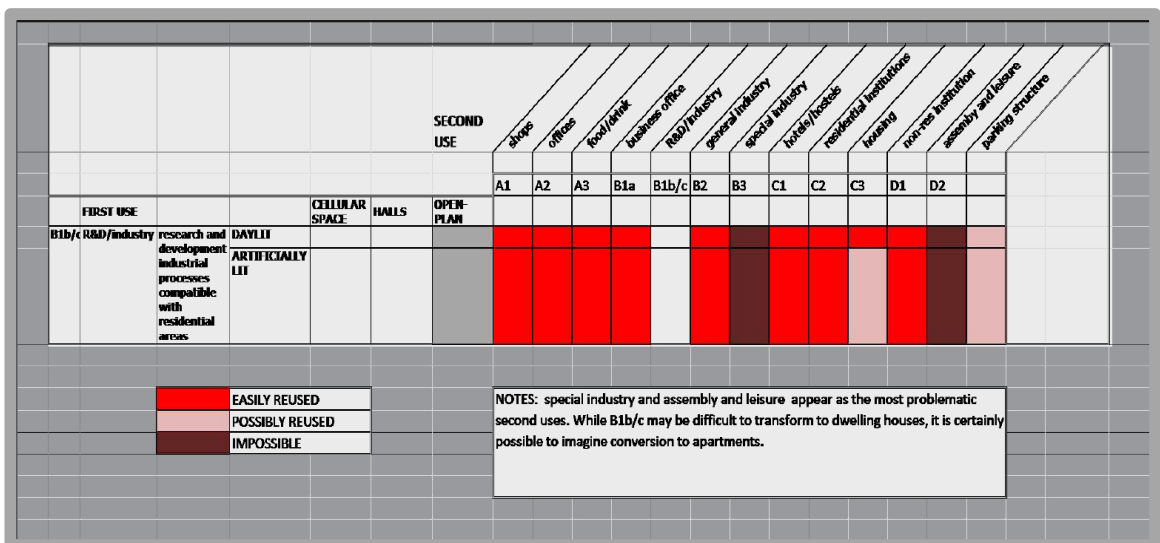 SECOND
USE
shops
offices
food/drink
business office
R&D/industry
general industry
special industry
hotels/hostels
residential institutions
housing
non-res institution
assemby and leisure
parking structure
A1 A2 A3 B1a B1b/c B2 B3 C1 C2 C3 D1 D2
FIRST USE
CELLULAR
SPACE
HALLS
OPEN-
PLAN
B1b/c R&D/industry
research and
development
industrial
processes
compatible
with
residential
areas
DAYLIT
ARTIFICIALLY
LIT
EASILY REUSED
POSSIBLY REUSED
IMPOSSIBLE
NOTES: special industry and assembly and leisure appear as the most problematic
second uses. While B1b/c may be difficult to transform to dwelling houses, it is certainly
possible to imagine conversion to apartments.